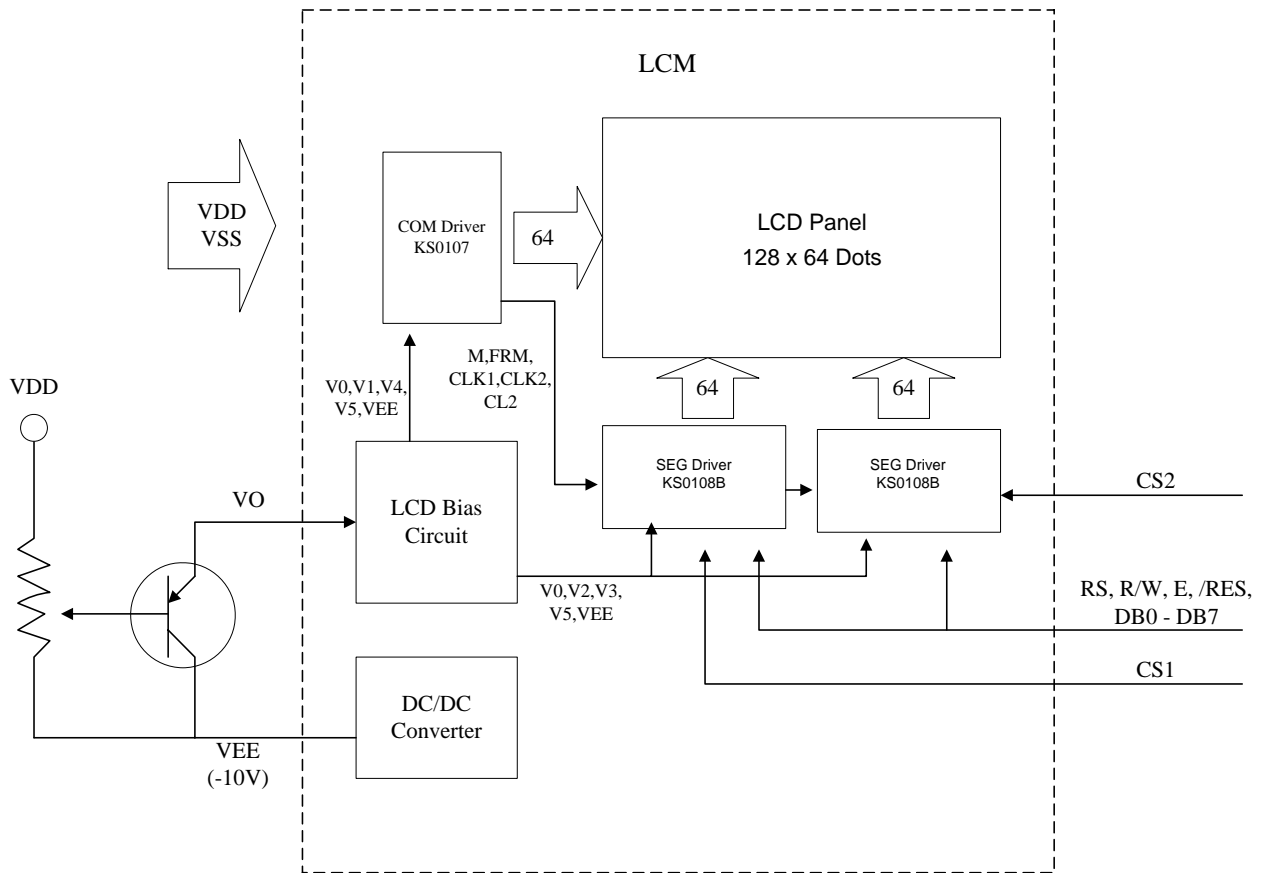 LCM
VDD
VSS
COM Driver
KS0107
64
LCD Panel
128 x 64 Dots
VDD
V0,V1,V4,
V5,VEE
M,FRM,
CLK1,CLK2,
CL2
64
64
SEG Driver
KS0108B
SEG Driver
KS0108B
CS2
VO
LCD Bias
Circuit
V0,V2,V3,
V5,VEE
RS, R/W, E, /RES,
DB0 - DB7
CS1
DC/DC
Converter
VEE
(-10V)